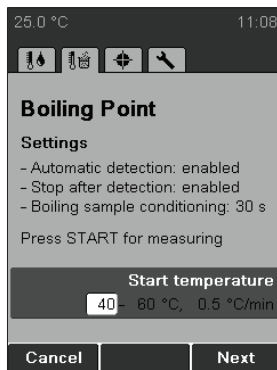 25.0 °C 11:08
Boiling Point
Settings
- Automatic detection: enabled
- Stop after detection: enabled
- Boiling sample conditioning: 30 s
Press START for measuring
Start temperature
40 - 60 °C, 0.5 °C/min
Cancel Next